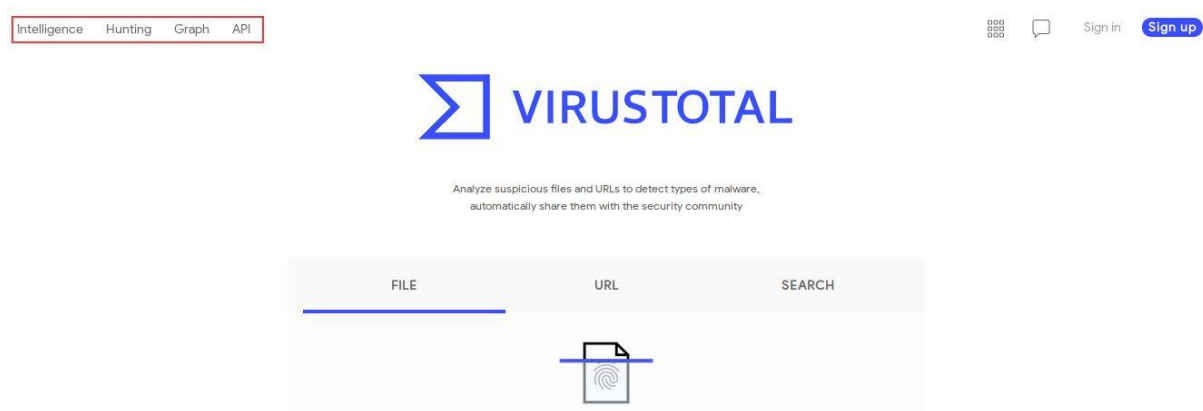 Intelligence Hunting Graph API Sign in Sign up
VIRUSTOTAL
Analyze suspicious files and URLs to detect types of malware,
automatically share them with the security community
FILE URL SEARCH